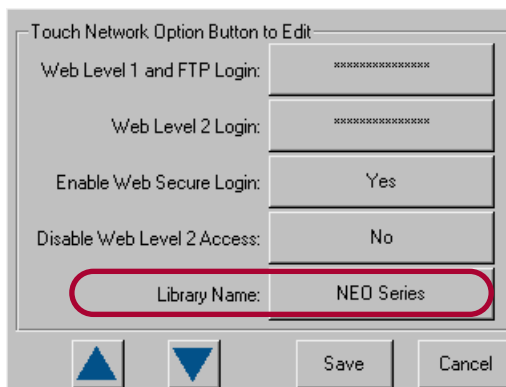 Touch Network Option Button to Edit
Web Level 1 and FTP Login: ***************
Web Level 2 Login: ***************
Enable Web Secure Login: Yes
Disable Web Level 2 Access: No
Library Name: NEO Series
Save Cancel